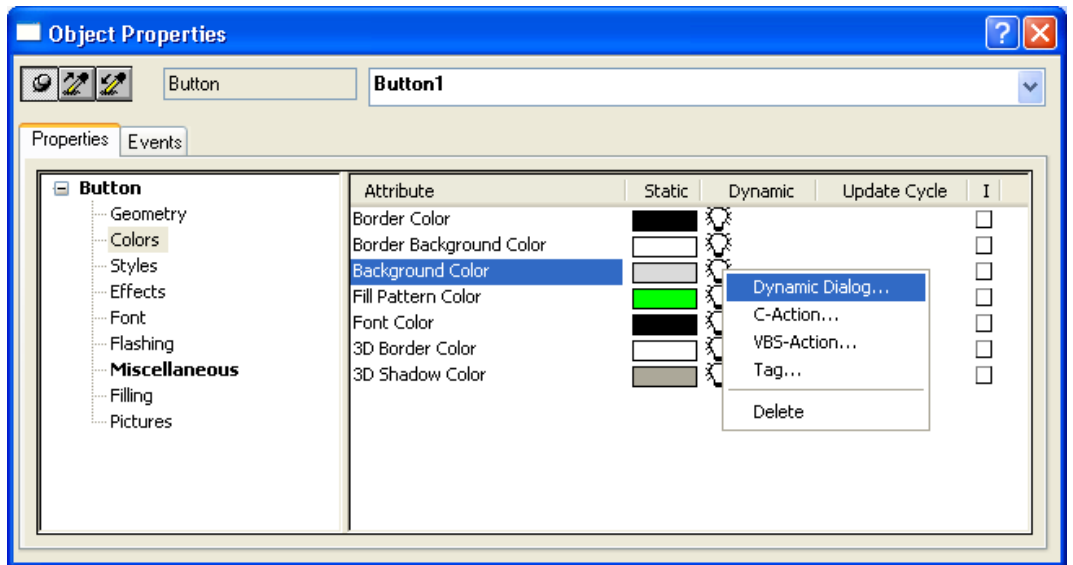 Object Properties
Button Button1
Properties Events
Button
Geometry
Colors
Styles
Effects
Font
Flashing
Miscellaneous
Filling
Pictures
Attribute Static Dynamic Update Cycle I
Border Color
Border Background Color
Background Color
Fill Pattern Color
Font Color
3D Border Color
3D Shadow Color
Dynamic Dialog...
C-Action...
VBS-Action...
Tag...
Delete